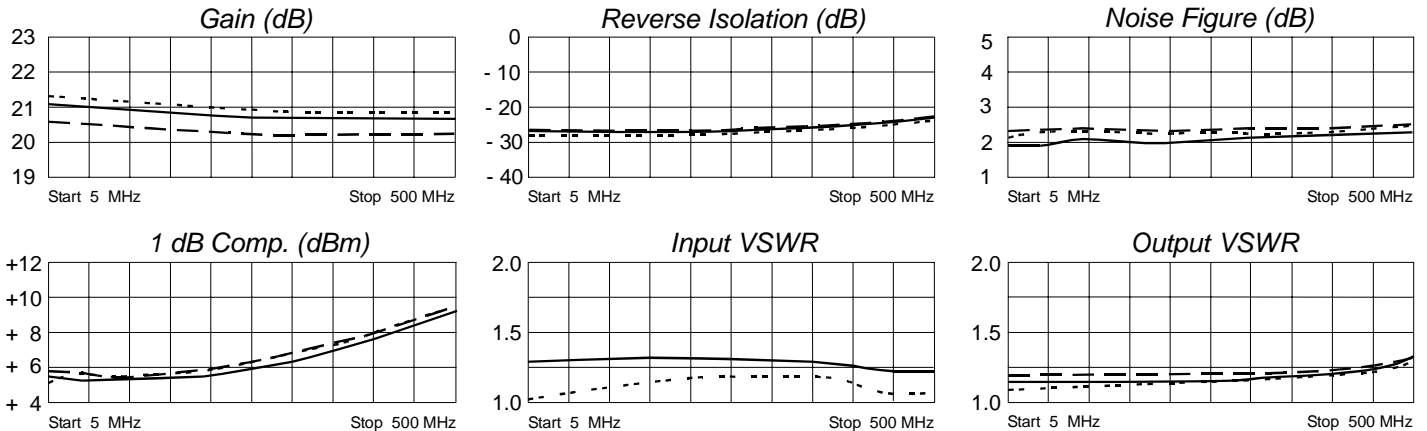 Gain (dB)
23
22
21
20
19
Start 5 MHz
Stop 500 MHz
Reverse Isolation (dB)
0
- 10
- 20
- 30
- 40
Start 5 MHz
Stop 500 MHz
Noise Figure (dB)
5
4
3
2
1
Start 5 MHz
Stop 500 MHz
1 dB Comp. (dBm)
+12
+10
+ 8
+ 6
+ 4
Start 5 MHz
Stop 500 MHz
Input VSWR
2.0
1.5
1.0
Start 5 MHz
Stop 500 MHz
Output VSWR
2.0
1.5
1.0
Start 5 MHz
Stop 500 MHz